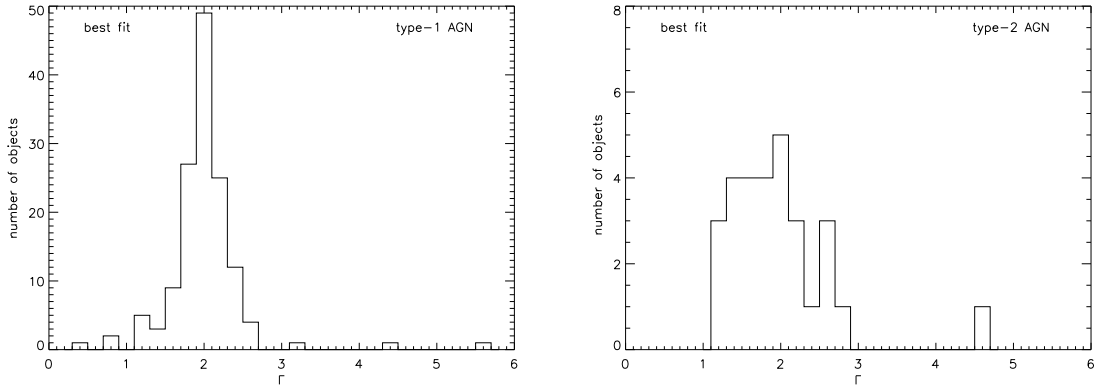 best fit
type-1 AGN
number of objects
50
40
30
20
10
0
0 1 2 3 4 5 6
Γ
best fit
type-2 AGN
number of objects
8
6
4
2
0
0 1 2 3 4 5 6
Γ